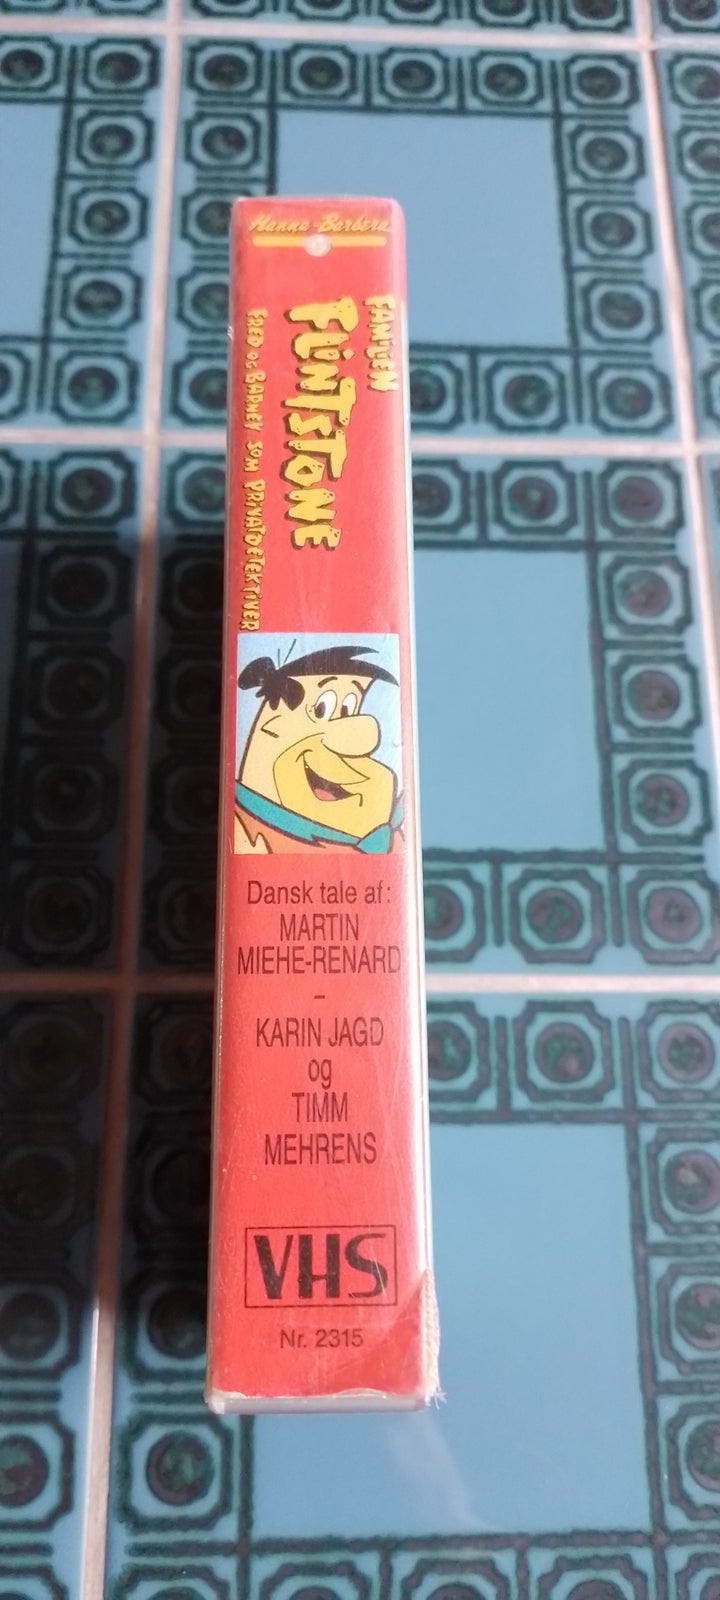 Hanna-Barbera
FAMiLiEN
FLiNTSTONE
FRED OG BARNEY SOM PRiVATDETEKTiVER
Dansk tale af:
MARTIN
MIEHE-RENARD
-
KARIN JAGD
og
TIMM
MEHRENS
VHS
Nr. 2315